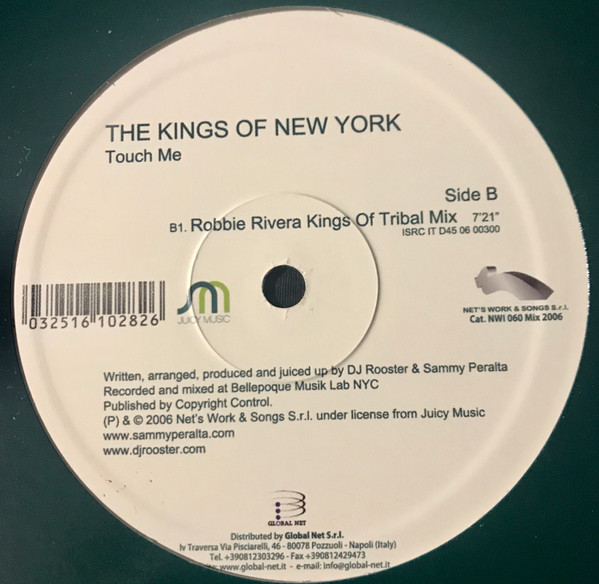 THE KINGS OF NEW YORK
Touch Me
Side B
B1. Robbie Rivera Kings Of Tribal Mix 7'21"
ISRC IT D45 06 00300
032516 102826
JUICY MUSIC
NET'S WORK & SONGS S.r.l.
Cat. NWI 060 Mix 2006
Written, arranged, produced and juiced up by DJ Rooster & Sammy Peralta
Recorded and mixed at Bellepoque Musik Lab NYC
Published by Copyright Control.
(P) & © 2006 Net's Work & Songs S.r.l. under license from Juicy Music
www.sammyperalta.com
www.djrooster.com
GLOBAL NET
Distributed by Global Net S.r.l.
Iv Traversa Via Pisciarelli, 46 - 80078 Pozzuoli - Napoli (Italy)
Tel. +390812303296 - Fax.+390812429473
www.global-net.it - e-mail: info@global-net.it